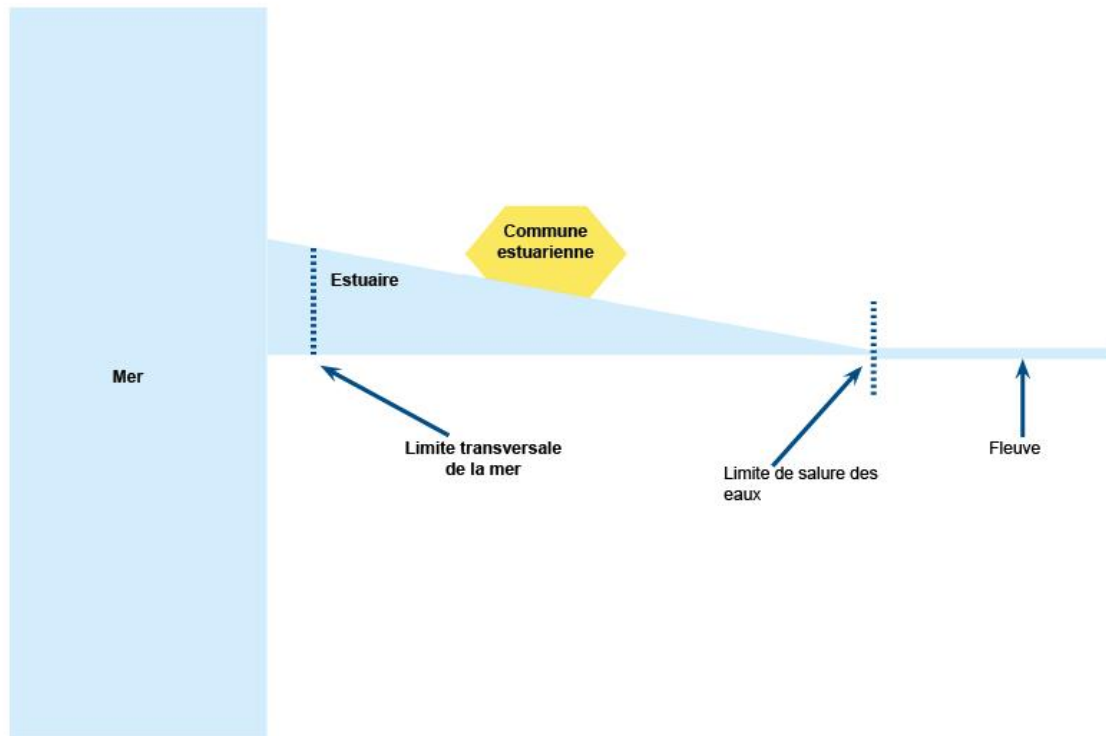 Commune
estuarienne
Estuaire
Mer
Limite transversale
de la mer
Limite de salure des
eaux
Fleuve